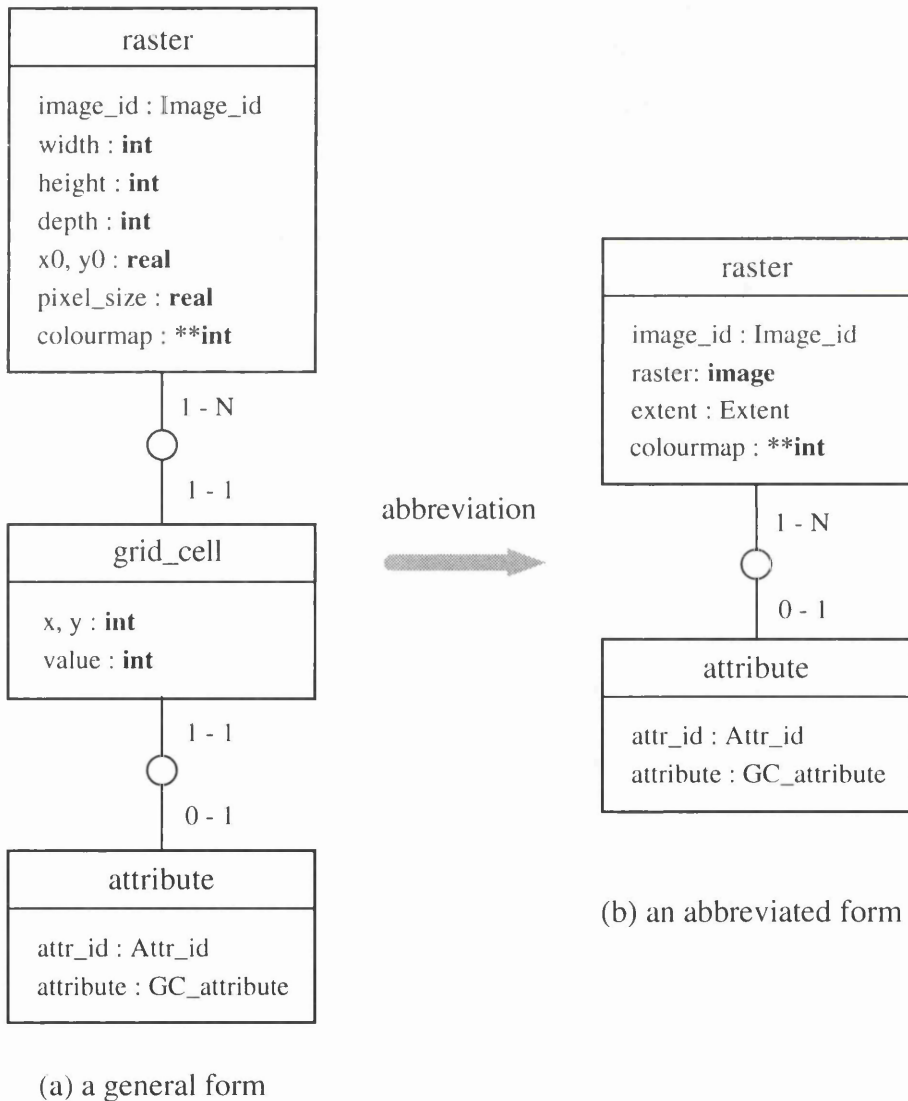 raster
image_id : Image_id
width : int
height : int
depth : int
x0, y0 : real
pixel_size : real
colourmap : **int
1 - N
1 - 1
grid_cell
x, y : int
value : int
1 - 1
0 - 1
attribute
attr_id : Attr_id
attribute : GC_attribute
(a) a general form
abbreviation
raster
image_id : Image_id
raster: image
extent : Extent
colourmap : **int
1 - N
0 - 1
attribute
attr_id : Attr_id
attribute : GC_attribute
(b) an abbreviated form